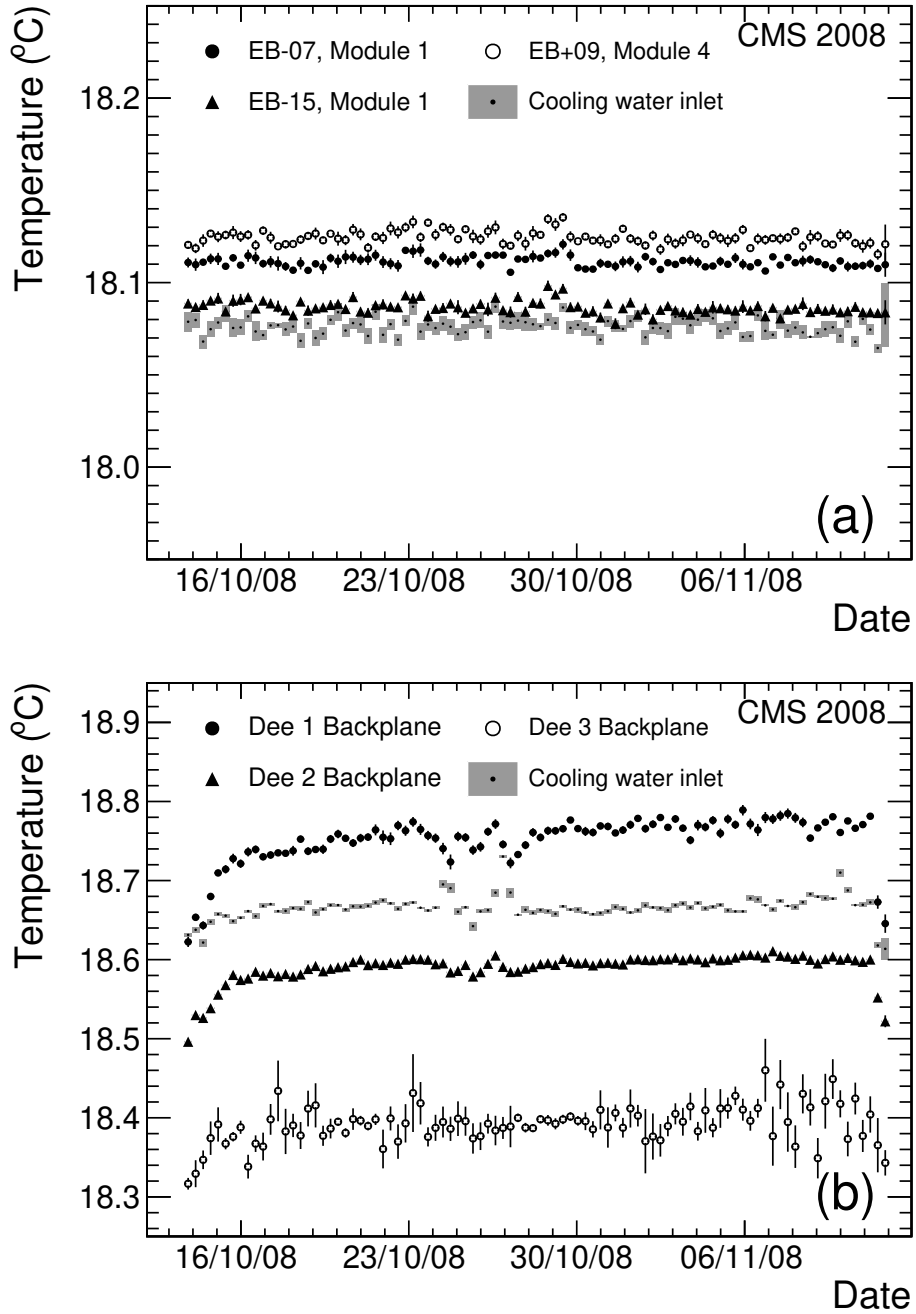 Temperature (°C)
EB-07, Module 1
EB+09, Module 4
CMS 2008
EB-15, Module 1
Cooling water inlet
18.2
18.1
18.0
(a)
16/10/08 23/10/08 30/10/08 06/11/08
Date
Temperature (°C)
18.9
CMS 2008
Dee 1 Backplane
Dee 3 Backplane
Dee 2 Backplane
Cooling water inlet
18.8
18.7
18.6
18.5
18.4
18.3
(b)
16/10/08 23/10/08 30/10/08 06/11/08
Date